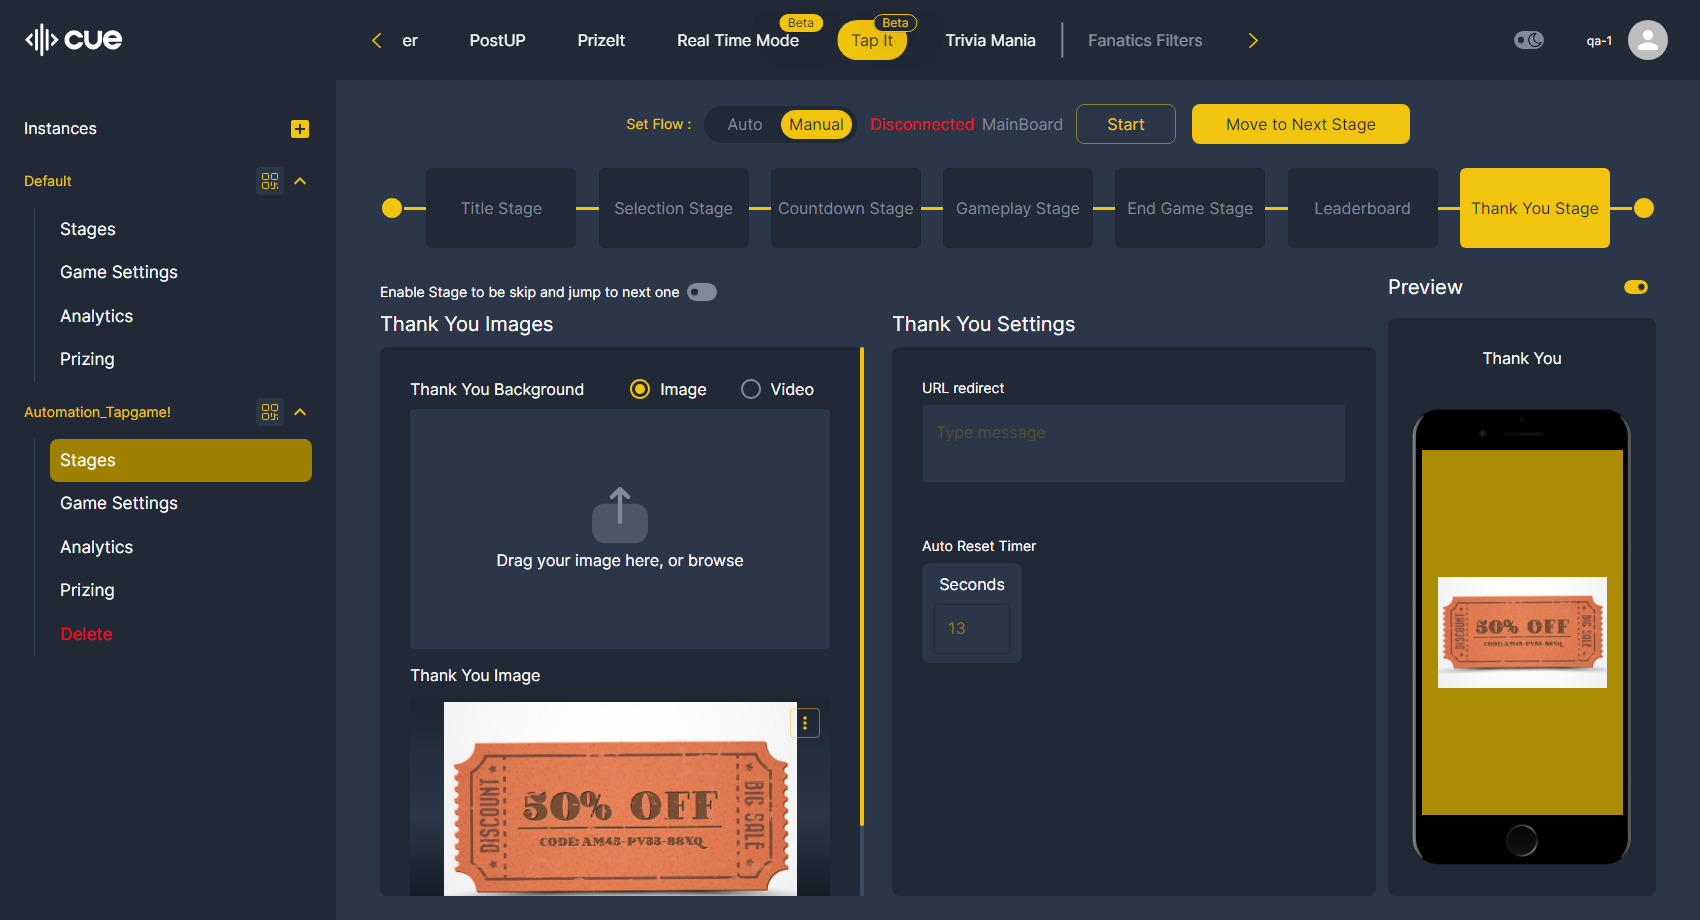 cue
er
PostUP
PrizeIt
Real Time Mode
Beta
Tap It
Beta
Trivia Mania
Fanatics Filters
qa-1
Instances
Default
Stages
Game Settings
Analytics
Prizing
Automation_Tapgame!
Stages
Game Settings
Analytics
Prizing
Delete
Set Flow :
Auto
Manual
Disconnected MainBoard
Start
Move to Next Stage
Title Stage
Selection Stage
Countdown Stage
Gameplay Stage
End Game Stage
Leaderboard
Thank You Stage
Enable Stage to be skip and jump to next one
Thank You Images
Thank You Background
Image
Video
Drag your image here, or browse
Thank You Image
DISCOUNT
50% OFF
CODE: AM45-PV33-88XQ
BIG SALE
Thank You Settings
URL redirect
Type message
Auto Reset Timer
Seconds
13
Preview
Thank You
DISCOUNT
50% OFF
CODE: AM45-PV33-88XQ
BIG SALE